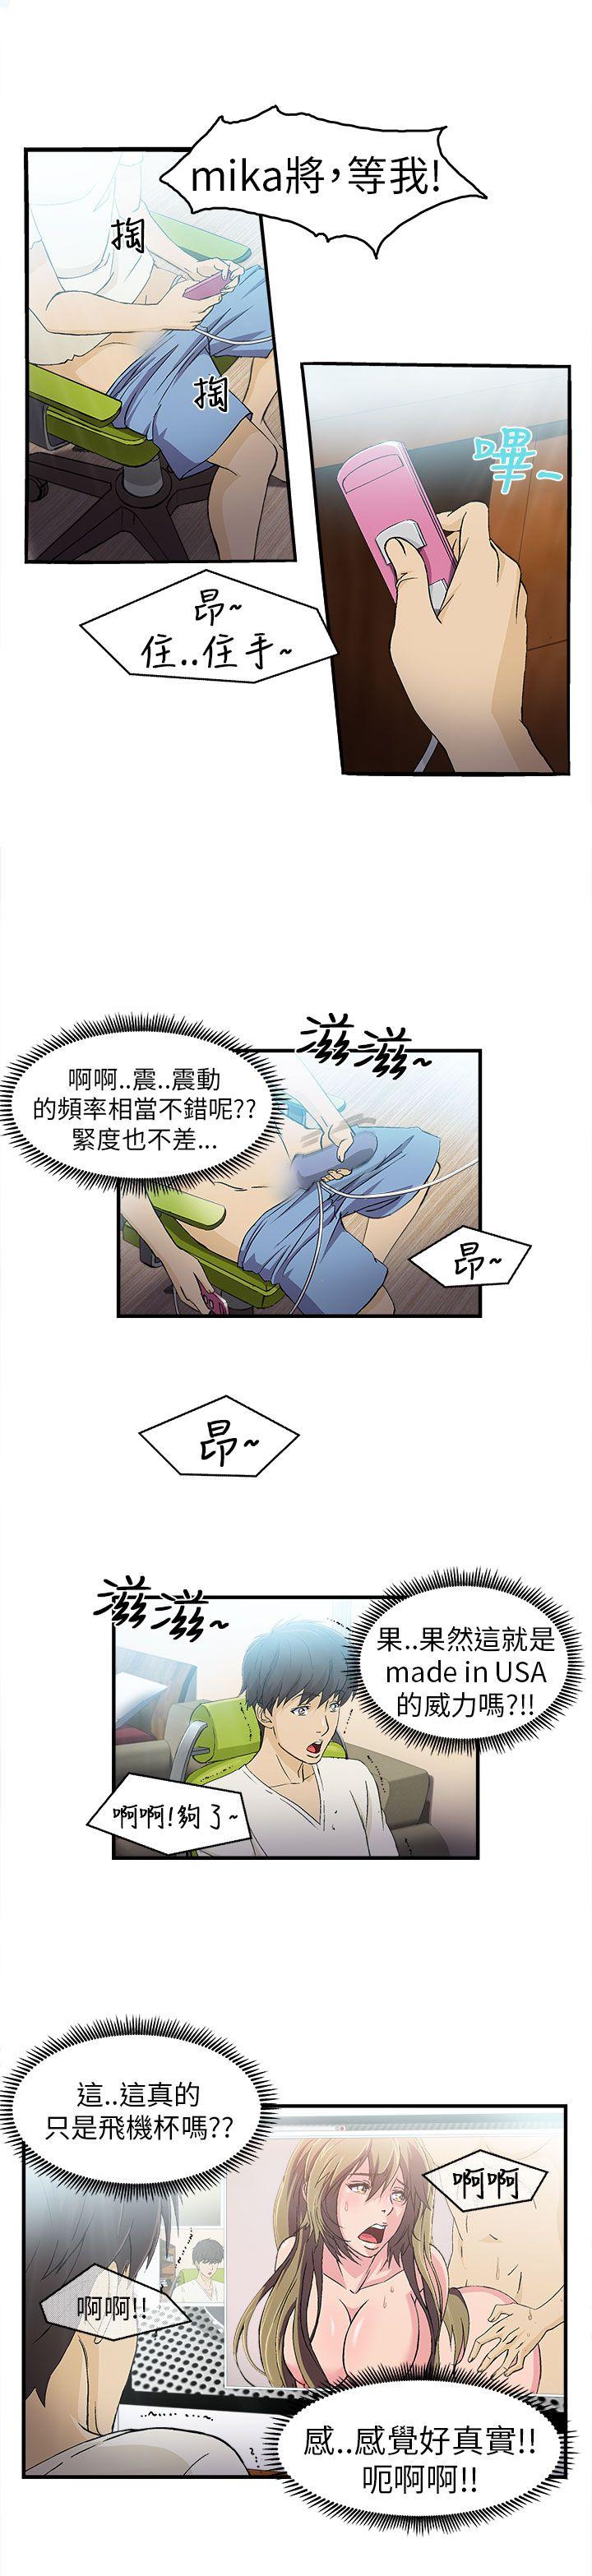 mika將,等我!
掏
掏
嗶~
昂~
住..住手~
滋滋~
啊啊..震..震動
的頻率相當不錯呢??
緊度也不差...
昂~
昂~
滋滋~
果..果然這就是
made in USA
的威力嗎?!!
啊啊!夠了~
這..這真的
只是飛機杯嗎??
啊啊
啊啊!!
感..感覺好真實!!
呃啊啊!!